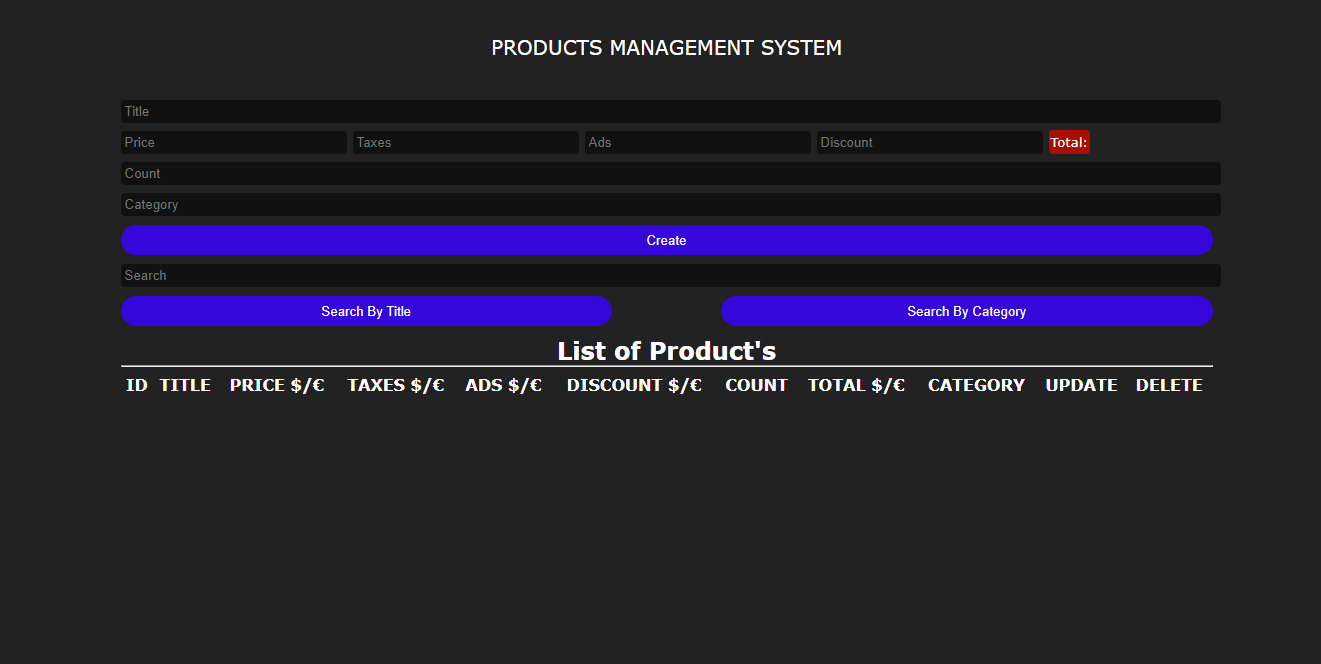 PRODUCTS MANAGEMENT SYSTEM
Title
Price Taxes Ads Discount Total:
Count
Category
Create
Search
Search By Title Search By Category
List of Product's
ID TITLE PRICE $/€ TAXES $/€ ADS $/€ DISCOUNT $/€ COUNT TOTAL $/€ CATEGORY UPDATE DELETE